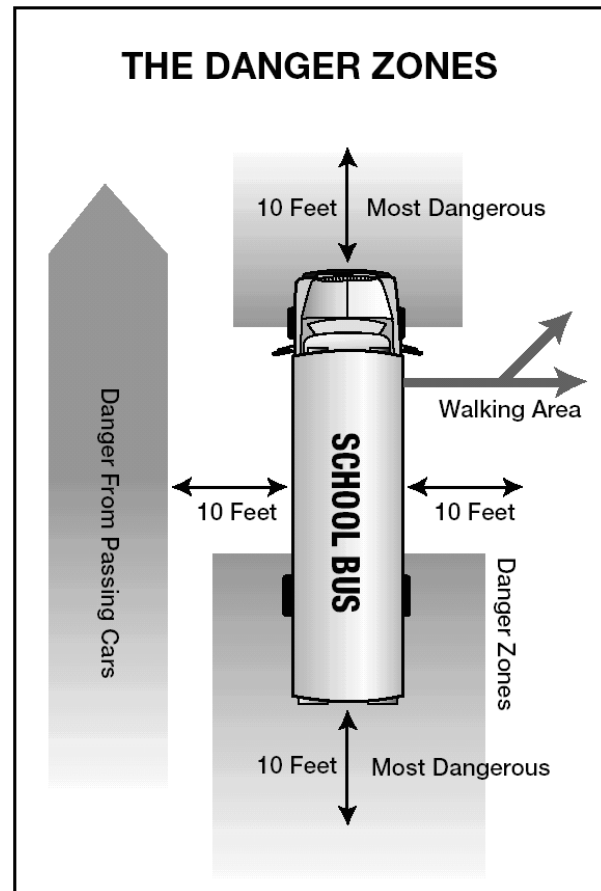 THE DANGER ZONES
10 Feet
Most Dangerous
Walking Area
Danger From Passing Cars
SCHOOL BUS
10 Feet
10 Feet
Danger Zones
10 Feet
Most Dangerous